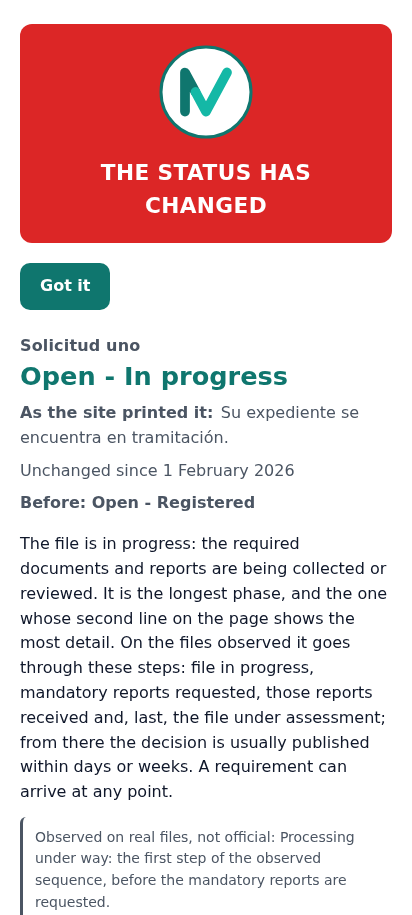 THE STATUS HAS
CHANGED
Got it
Solicitud uno
Open - In progress
As the site printed it: Su expediente se
encuentra en tramitación.
Unchanged since 1 February 2026
Before: Open - Registered
The file is in progress: the required
documents and reports are being collected or
reviewed. It is the longest phase, and the one
whose second line on the page shows the
most detail. On the files observed it goes
through these steps: file in progress,
mandatory reports requested, those reports
received and, last, the file under assessment;
from there the decision is usually published
within days or weeks. A requirement can
arrive at any point.
Observed on real files, not official: Processing
under way: the first step of the observed
sequence, before the mandatory reports are
requested.